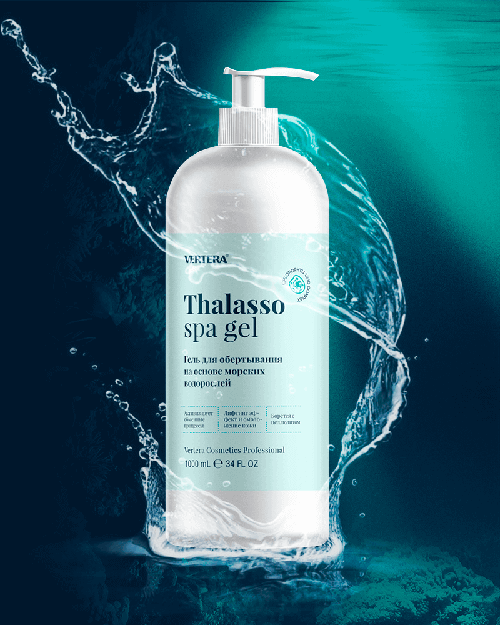 VERTERA
Thalasso
spa gel
Гель для обертывания
на основе морских
водорослей
Vertera Cosmetics Professional
1000 mL ℮ 34 FL OZ